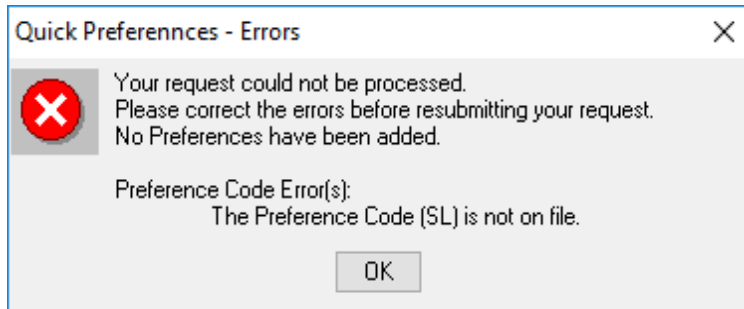 Quick Preferennces - Errors
Your request could not be processed.
Please correct the errors before resubmitting your request.
No Preferences have been added.
Preference Code Error(s):
The Preference Code (SL) is not on file.
OK